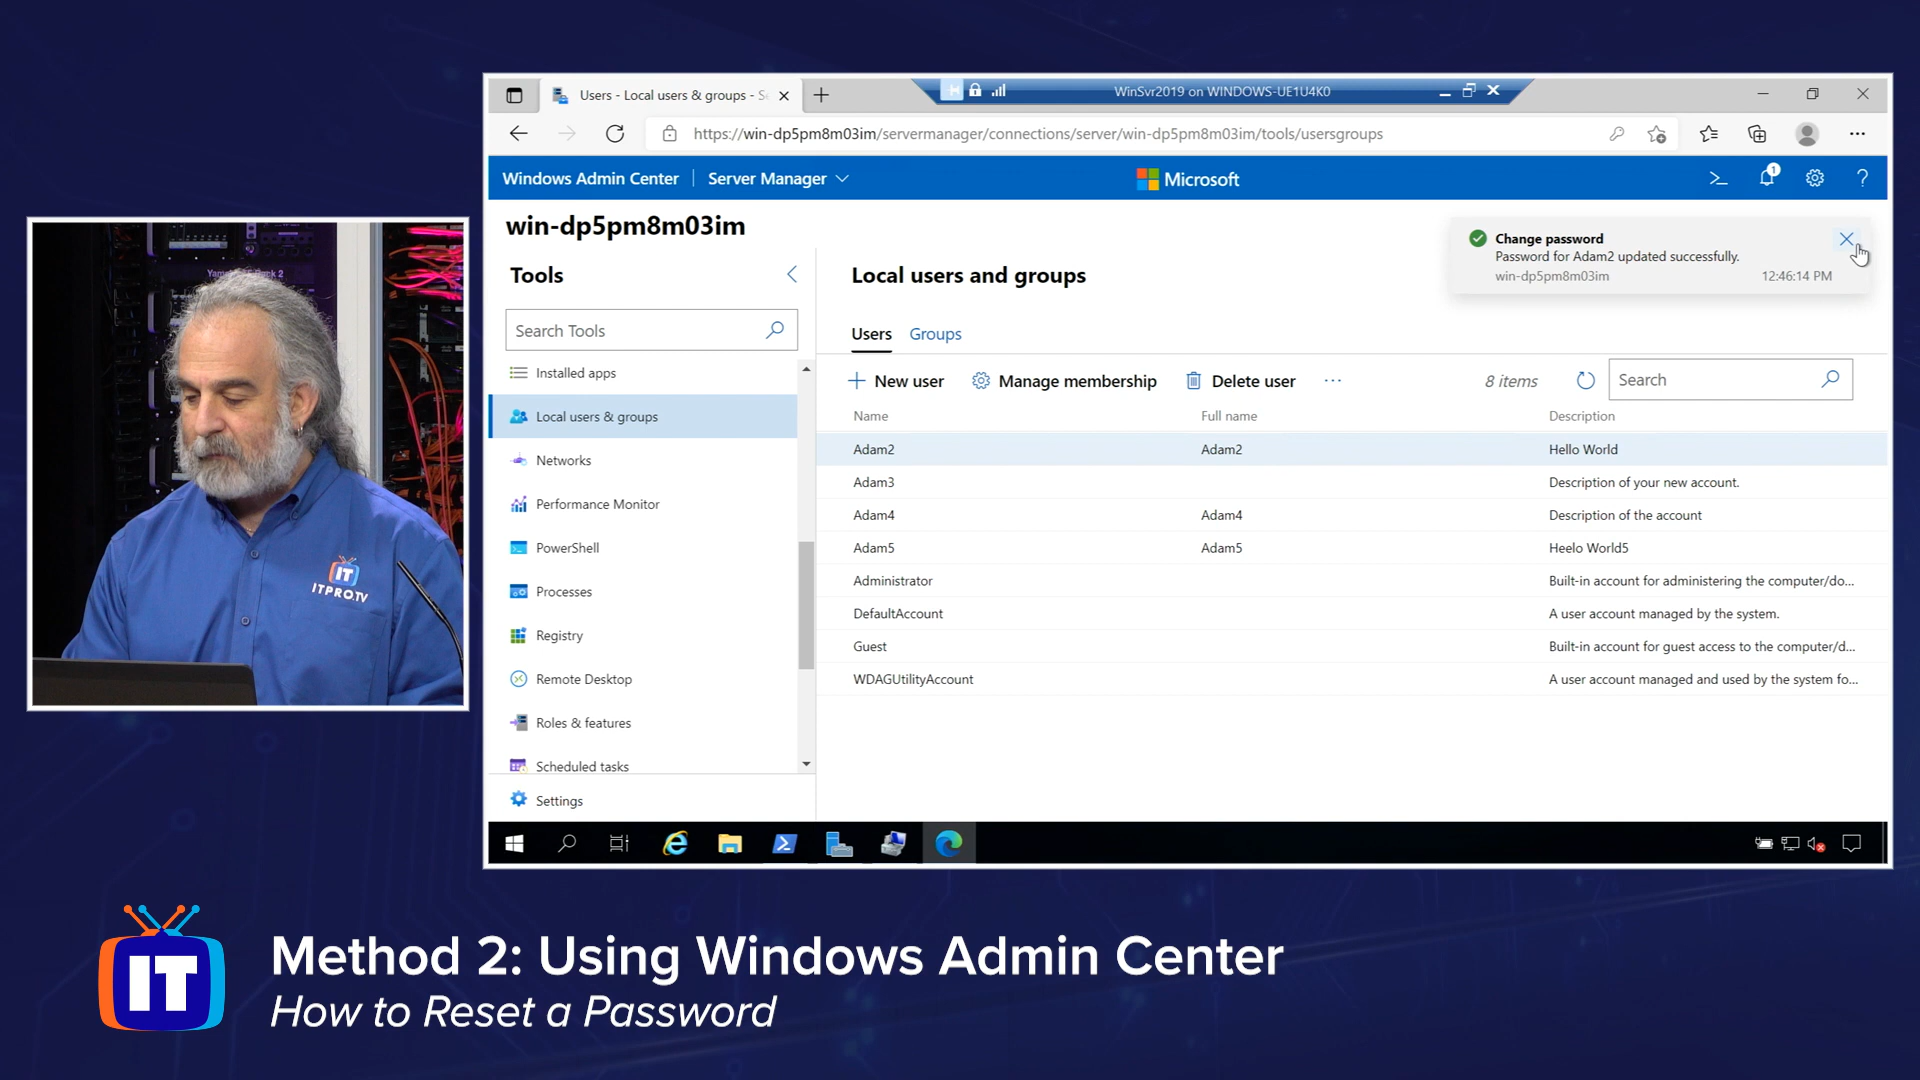 Users - Local users & groups - S
WinSvr2019 on WINDOWS-UE1U4K0
https://win-dp5pm8m03im/servermanager/connections/server/win-dp5pm8m03im/tools/usersgroups
Windows Admin Center
Server Manager
Microsoft
1
?
win-dp5pm8m03im
Change password
Password for Adam2 updated successfully.
win-dp5pm8m03im 12:46:14 PM
Tools
Search Tools
Installed apps
Local users & groups
Networks
Performance Monitor
PowerShell
Processes
Registry
Remote Desktop
Roles & features
Scheduled tasks
Settings
Local users and groups
Users Groups
New user Manage membership Delete user ... 8 items Search
Name Full name Description
Adam2 Adam2 Hello World
Adam3 Description of your new account.
Adam4 Adam4 Description of the account
Adam5 Adam5 Heelo World5
Administrator Built-in account for administering the computer/do...
DefaultAccount A user account managed by the system.
Guest Built-in account for guest access to the computer/d...
WDAGUtilityAccount A user account managed and used by the system fo...
IT
ITPRO.TV
IT
Method 2: Using Windows Admin Center
How to Reset a Password